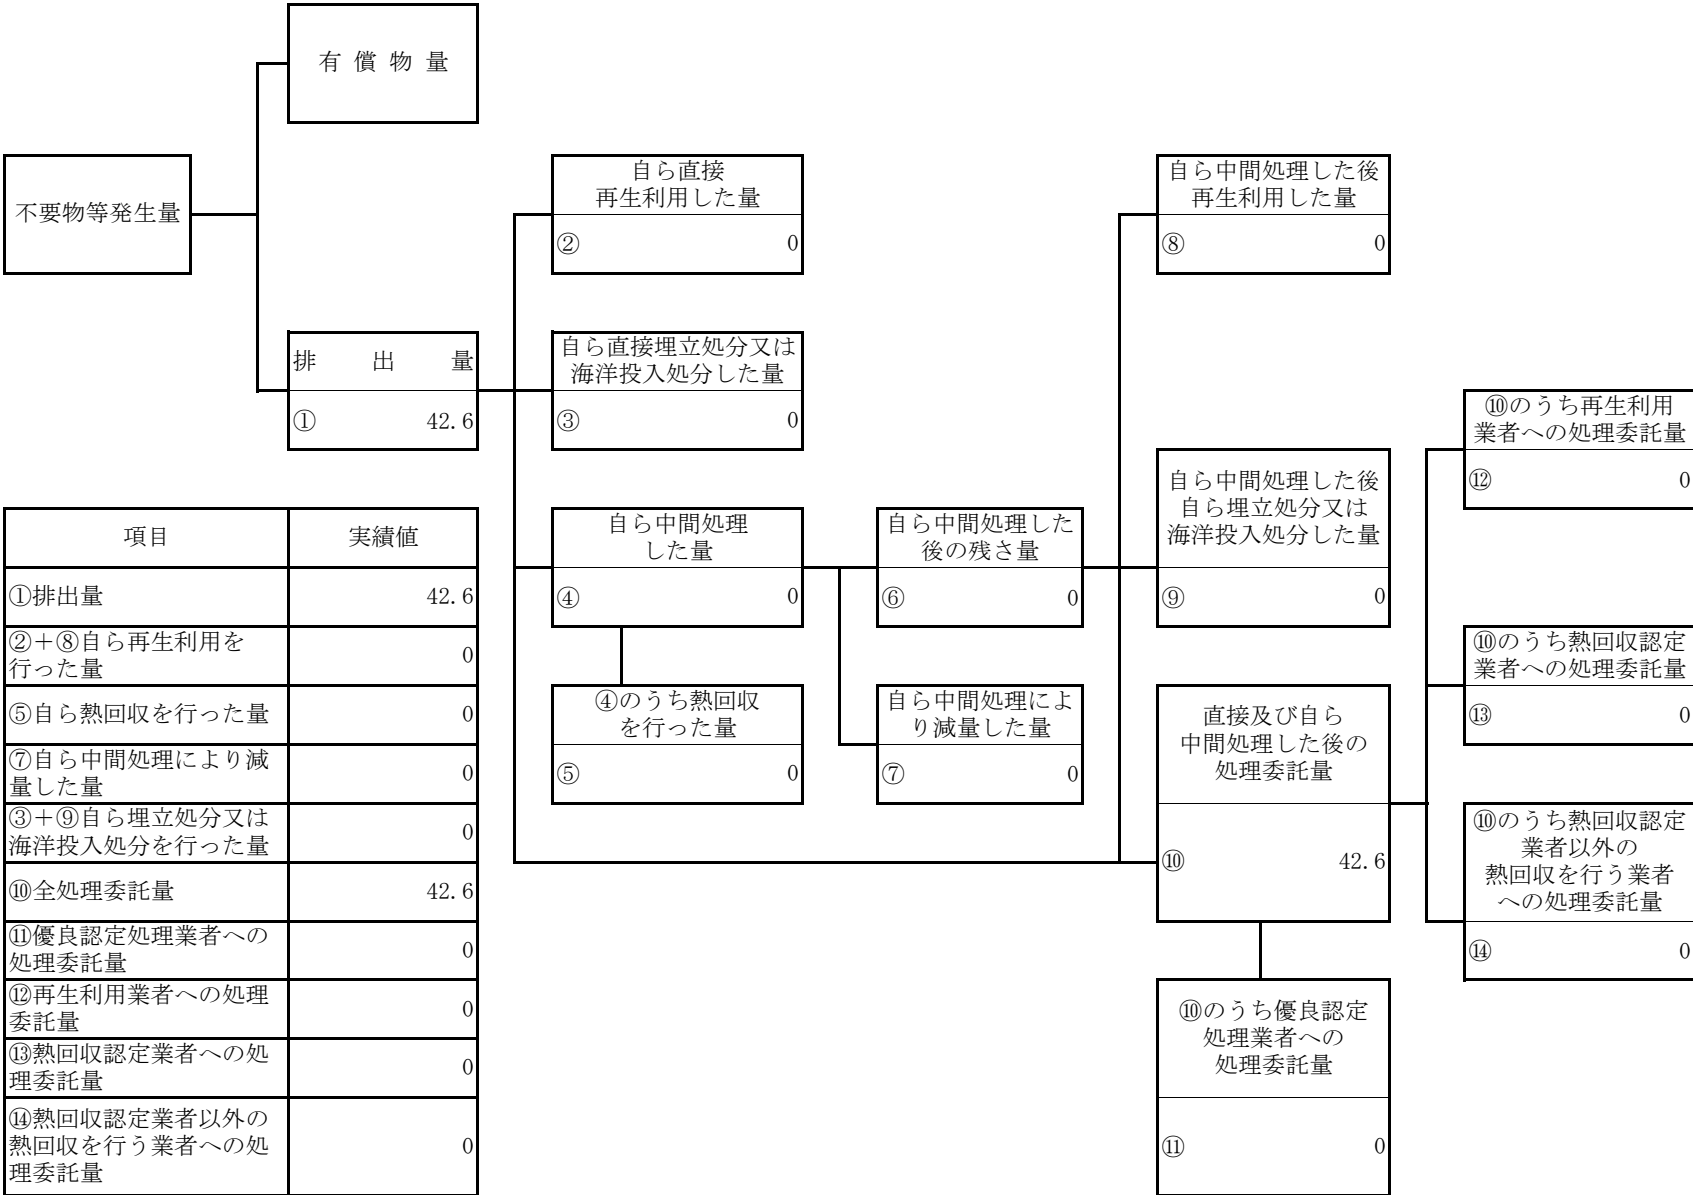 有償物量
不要物等発生量
自ら直接
再生利用した量
② 0
自ら中間処理した後
再生利用した量
⑧ 0
排出量
① 42.6
自ら直接埋立処分又は
海洋投入処分した量
③ 0
⑩のうち再生利用
業者への処理委託量
⑫ 0
自ら中間処理した後
自ら埋立処分又は
海洋投入処分した量
⑨ 0
自ら中間処理
した量
④ 0
自ら中間処理した
後の残さ量
⑥ 0
⑩のうち熱回収認定
業者への処理委託量
⑬ 0
④のうち熱回収
を行った量
⑤ 0
自ら中間処理によ
り減量した量
⑦ 0
直接及び自ら
中間処理した後の
処理委託量
⑩ 42.6
⑩のうち熱回収認定
業者以外の
熱回収を行う業者
への処理委託量
⑭ 0
⑩のうち優良認定
処理業者への
処理委託量
⑪ 0
項目 実績値
①排出量 42.6
②＋⑧自ら再生利用を
行った量 0
⑤自ら熱回収を行った量 0
⑦自ら中間処理により減
量した量 0
③＋⑨自ら埋立処分又は
海洋投入処分を行った量 0
⑩全処理委託量 42.6
⑪優良認定処理業者への
処理委託量 0
⑫再生利用業者への処理
委託量 0
⑬熱回収認定業者への処
理委託量 0
⑭熱回収認定業者以外の
熱回収を行う業者への処
理委託量 0